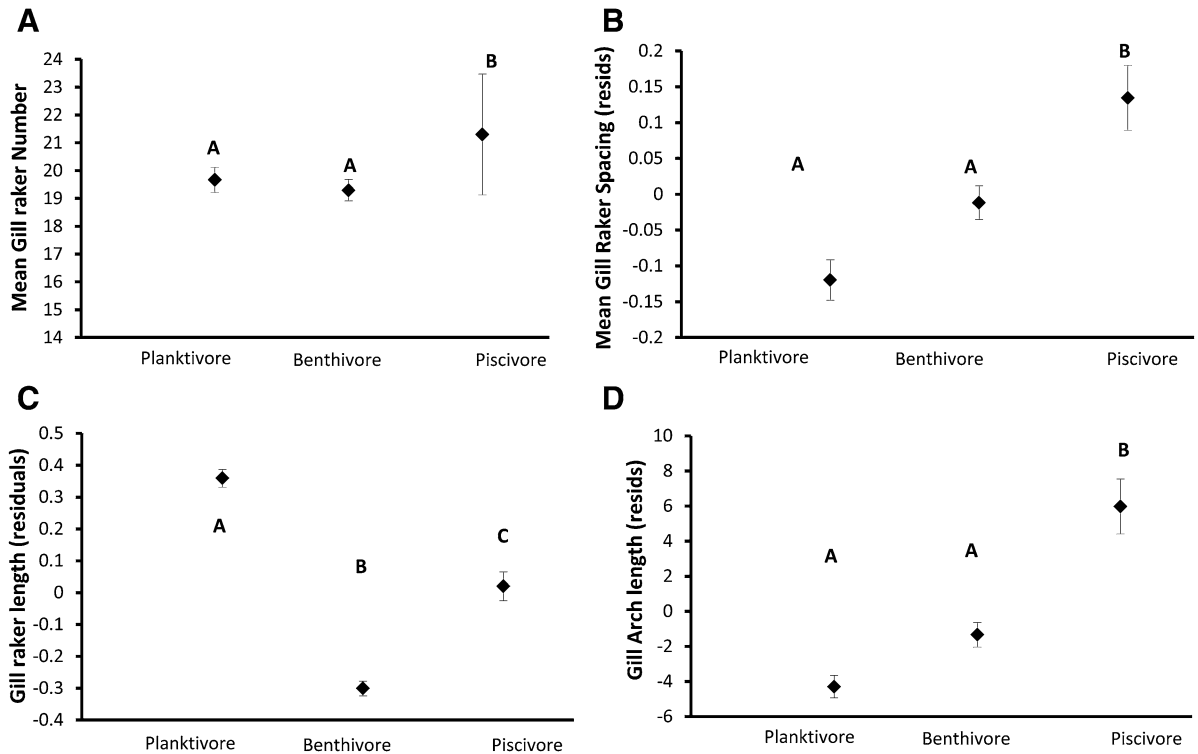 A
Mean Gill raker Number
24
23
22
21
20
19
18
17
16
15
14
A
A
B
Planktivore Benthivore Piscivore
B
Mean Gill Raker Spacing (resids)
0.2
0.15
0.1
0.05
0
-0.05
-0.1
-0.15
-0.2
A
A
B
Planktivore Benthivore Piscivore
C
Gill raker length (residuals)
0.5
0.4
0.3
0.2
0.1
0
-0.1
-0.2
-0.3
-0.4
A
B
C
Planktivore Benthivore Piscivore
D
Gill Arch length (resids)
10
8
6
4
2
0
-2
-4
-6
A
A
B
Planktivore Benthivore Piscivore